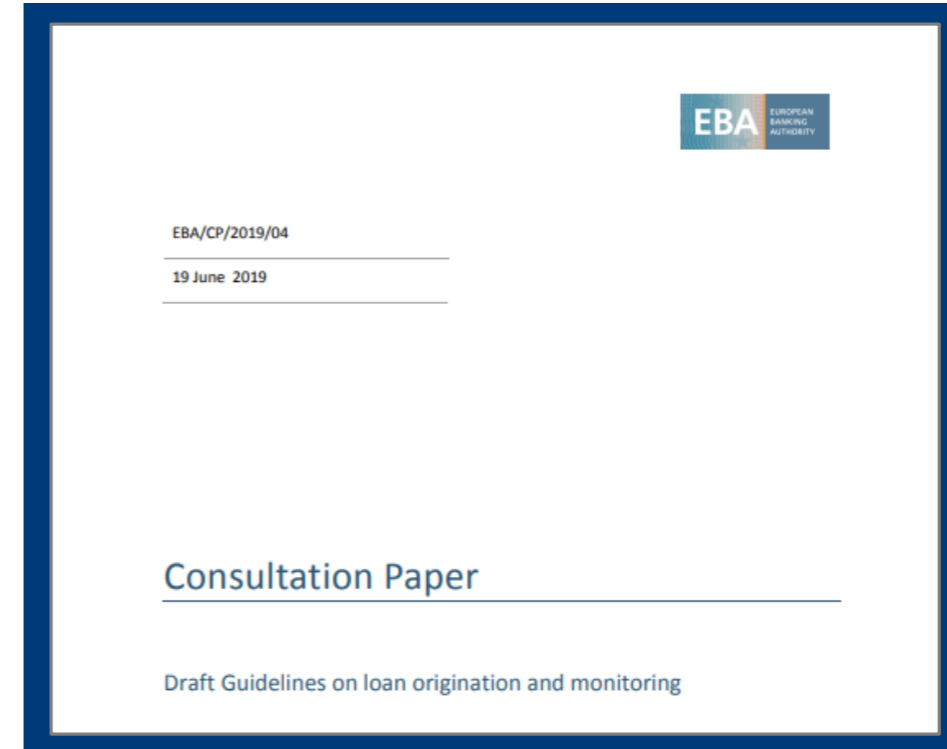 EBA
EUROPEAN
BANKING
AUTHORITY
EBA/CP/2019/04
19 June 2019
Consultation Paper
Draft Guidelines on loan origination and monitoring